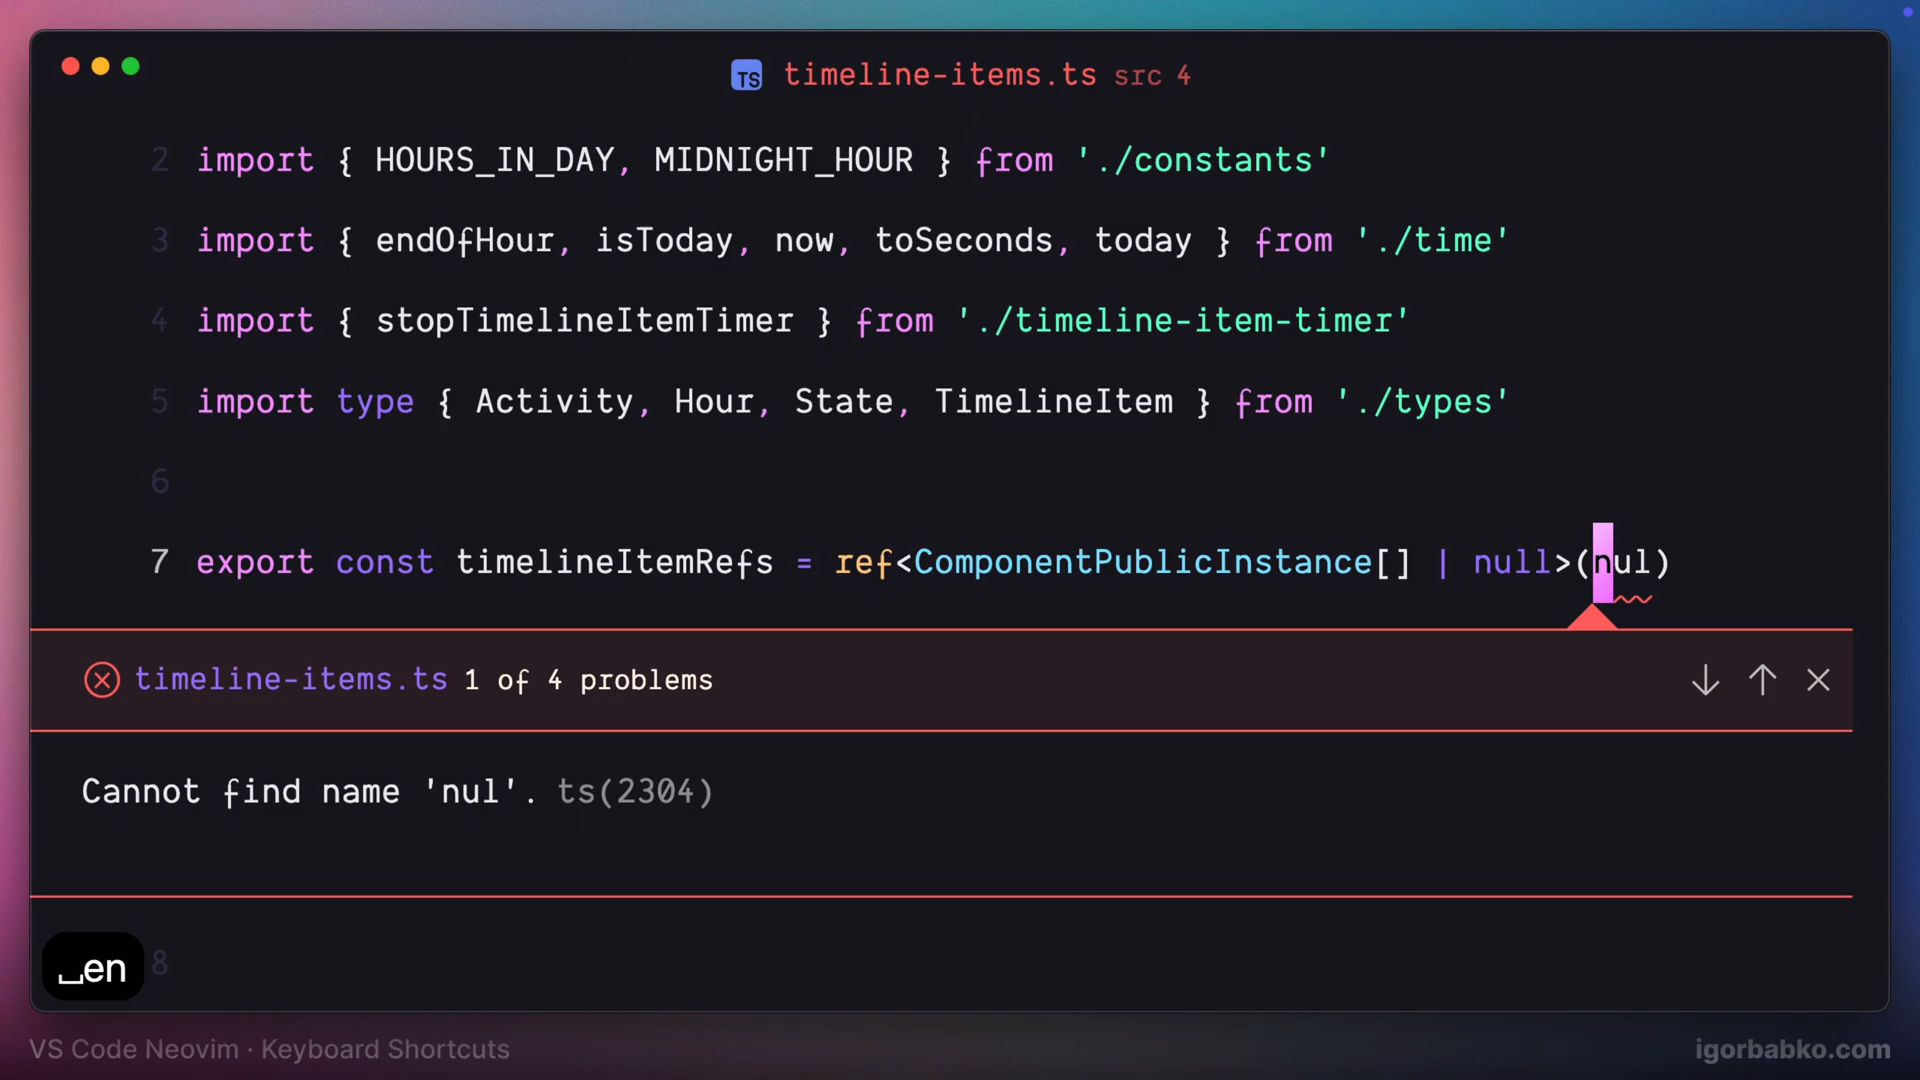 TS timeline-items.ts src 4
2 import { HOURS_IN_DAY, MIDNIGHT_HOUR } from './constants'
3 import { endOfHour, isToday, now, toSeconds, today } from './time'
4 import { stopTimelineItemTimer } from './timeline-item-timer'
5 import type { Activity, Hour, State, TimelineItem } from './types'
6
7 export const timelineItemRefs = ref<ComponentPublicInstance[] | null>(nul)
timeline-items.ts 1 of 4 problems
Cannot find name 'nul'. ts(2304)
␣en 8
VS Code Neovim · Keyboard Shortcuts
igorbabko.com